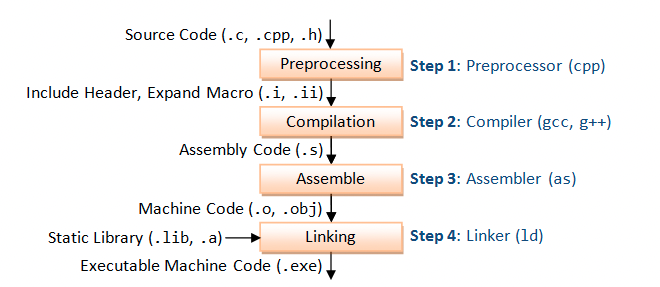 Source Code (.c, .cpp, .h)
Preprocessing
Step 1: Preprocessor (cpp)
Include Header, Expand Macro (.i, .ii)
Compilation
Step 2: Compiler (gcc, g++)
Assembly Code (.s)
Assemble
Step 3: Assembler (as)
Machine Code (.o, .obj)
Static Library (.lib, .a)
Linking
Step 4: Linker (ld)
Executable Machine Code (.exe)